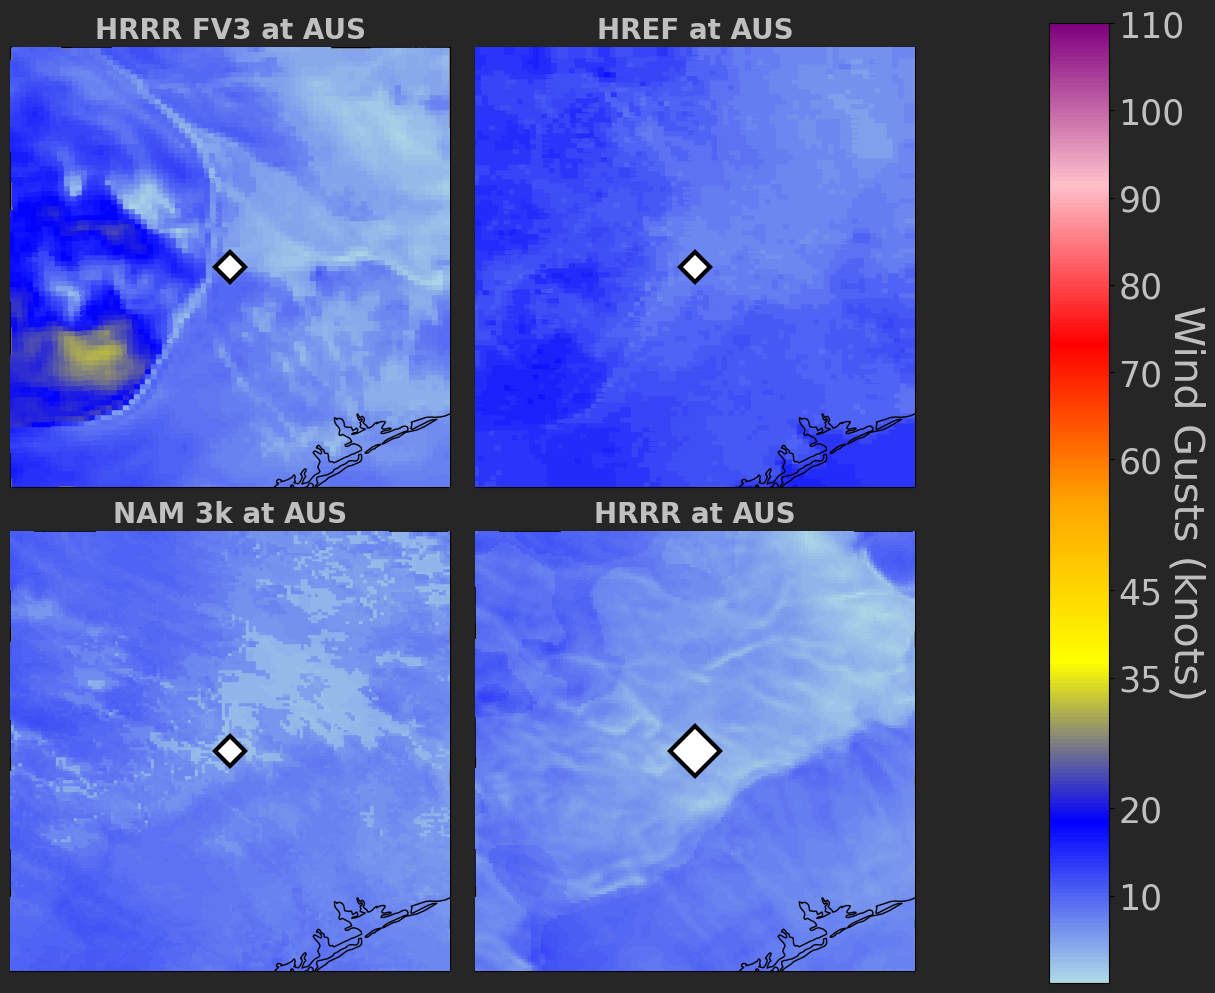 HRRR FV3 at AUS
HREF at AUS
NAM 3k at AUS
HRRR at AUS
110
100
90
80
70
60
45
35
20
10
Wind Gusts (knots)